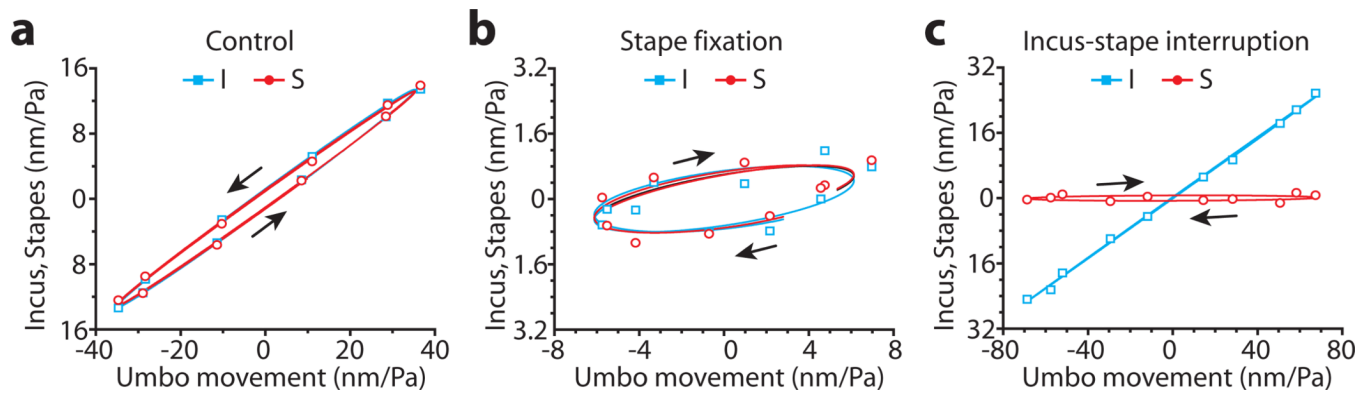 a
Control
I S
Incus, Stapes (nm/Pa)
16
8
0
8
16
-40 -20 0 20 40
Umbo movement (nm/Pa)
b
Stape fixation
I S
Incus, Stapes (nm/Pa)
3.2
1.6
0
1.6
3.2
-8 -4 0 4 8
Umbo movement (nm/Pa)
c
Incus-stape interruption
I S
Incus, Stapes (nm/Pa)
32
16
0
16
32
-80 -40 0 40 80
Umbo movement (nm/Pa)